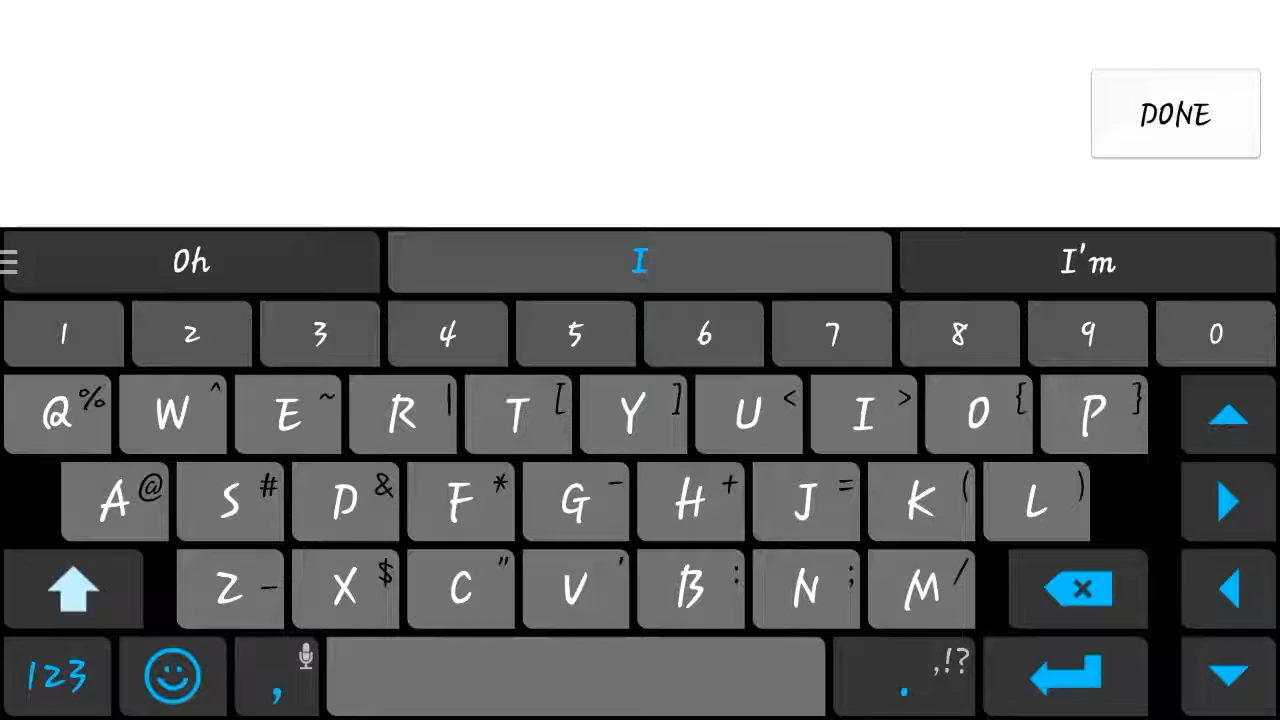 DONE
Oh I I'm
1 2 3 4 5 6 7 8 9 0
Q % W ^ E ~ R | T [ Y ] U < I > O { P }
A @ S # D & F * G - H + J = K ( L )
Z _ X $ C " V ' B : N ; M /
123 , . ,!?